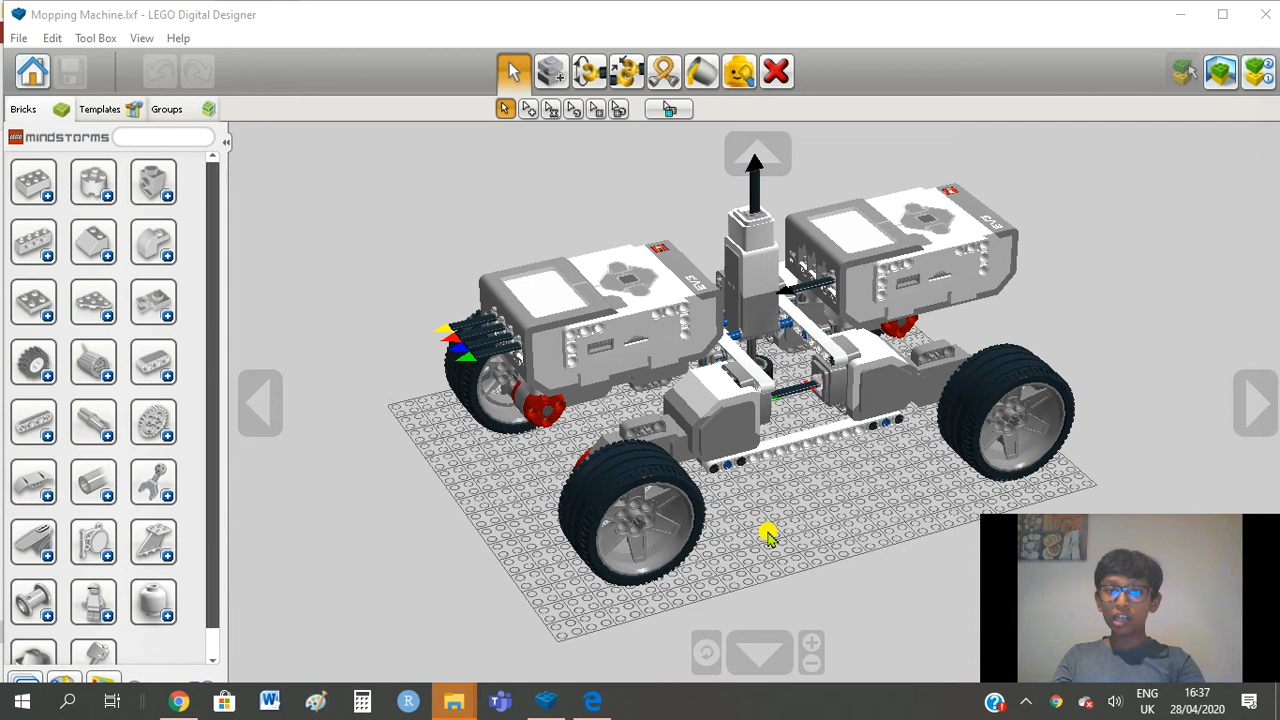 Mopping Machine.lxf - LEGO Digital Designer
File Edit Tool Box View Help
Bricks Templates Groups
LEGO mindstorms
EV3
EV3
ENG
UK
16:37
28/04/2020